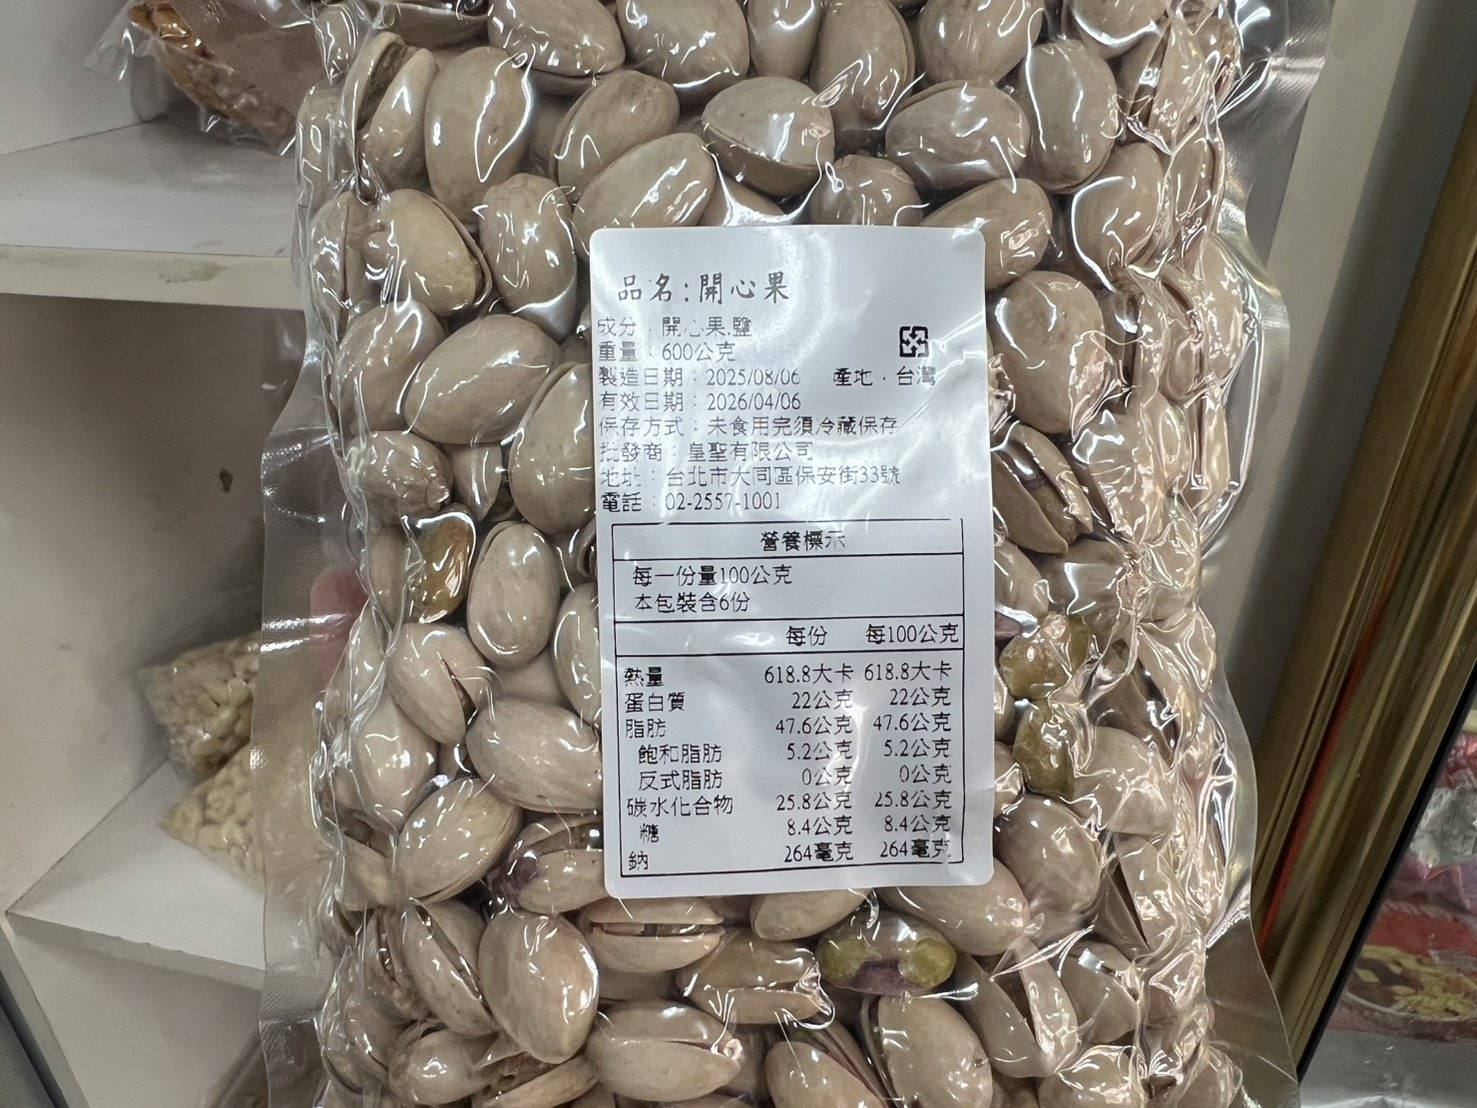 品名:開心果
成分:開心果.鹽
重量:600公克
製造日期:2025/08/06 產地.台灣
有效日期:2026/04/06
保存方式:未食用完須冷藏保存
批發商:皇聖有限公司
地址:台北市大同區保安街33號
電話:02-2557-1001
營養標示
每一份量100公克
本包裝含6份
每份 每100公克
熱量 618.8大卡 618.8大卡
蛋白質 22公克 22公克
脂肪 47.6公克 47.6公克
飽和脂肪 5.2公克 5.2公克
反式脂肪 0公克 0公克
碳水化合物 25.8公克 25.8公克
糖 8.4公克 8.4公克
鈉 264毫克 264毫克